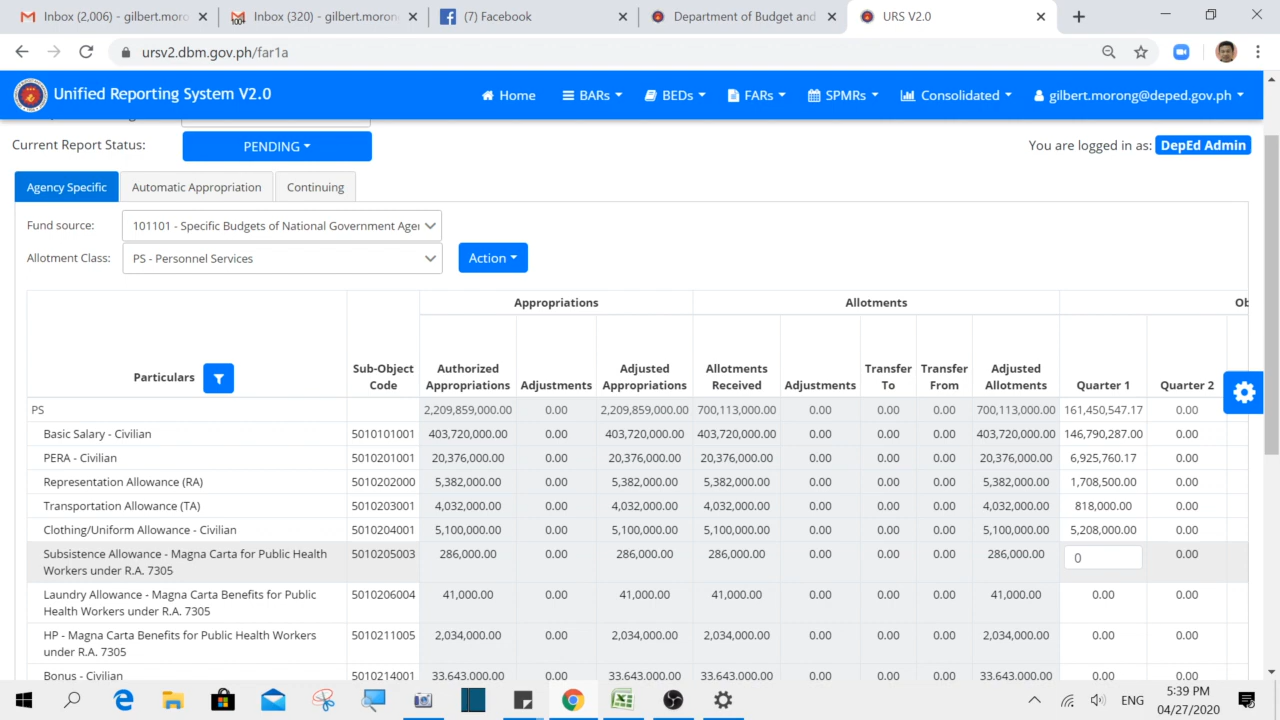 Inbox (2,006) - gilbert.moro
Inbox (320) - gilbert.moron
(7) Facebook
Department of Budget and
URS V2.0
ursv2.dbm.gov.ph/far1a
Unified Reporting System V2.0
Home
BARs
BEDs
FARs
SPMRs
Consolidated
gilbert.morong@deped.gov.ph
Current Report Status:
PENDING
You are logged in as: DepEd Admin
Agency Specific
Automatic Appropriation
Continuing
Fund source:
101101 - Specific Budgets of National Government Age
Allotment Class:
PS - Personnel Services
Action
Appropriations
Allotments
Ob
Particulars
Sub-Object Code
Authorized Appropriations
Adjustments
Adjusted Appropriations
Allotments Received
Adjustments
Transfer To
Transfer From
Adjusted Allotments
Quarter 1
Quarter 2
PS 2,209,859,000.00 0.00 2,209,859,000.00 700,113,000.00 0.00 0.00 0.00 700,113,000.00 161,450,547.17 0.00
Basic Salary - Civilian 5010101001 403,720,000.00 0.00 403,720,000.00 403,720,000.00 0.00 0.00 0.00 403,720,000.00 146,790,287.00 0.00
PERA - Civilian 5010201001 20,376,000.00 0.00 20,376,000.00 20,376,000.00 0.00 0.00 0.00 20,376,000.00 6,925,760.17 0.00
Representation Allowance (RA) 5010202000 5,382,000.00 0.00 5,382,000.00 5,382,000.00 0.00 0.00 0.00 5,382,000.00 1,708,500.00 0.00
Transportation Allowance (TA) 5010203001 4,032,000.00 0.00 4,032,000.00 4,032,000.00 0.00 0.00 0.00 4,032,000.00 818,000.00 0.00
Clothing/Uniform Allowance - Civilian 5010204001 5,100,000.00 0.00 5,100,000.00 5,100,000.00 0.00 0.00 0.00 5,100,000.00 5,208,000.00 0.00
Subsistence Allowance - Magna Carta for Public Health 5010205003 286,000.00 0.00 286,000.00 286,000.00 0.00 0.00 0.00 286,000.00 0 0.00
Workers under R.A. 7305
Laundry Allowance - Magna Carta Benefits for Public 5010206004 41,000.00 0.00 41,000.00 41,000.00 0.00 0.00 0.00 41,000.00 0.00 0.00
Health Workers under R.A. 7305
HP - Magna Carta Benefits for Public Health Workers 5010211005 2,034,000.00 0.00 2,034,000.00 2,034,000.00 0.00 0.00 0.00 2,034,000.00 0.00 0.00
under R.A. 7305
Bonus - Civilian 5010214001 33,643,000.00 0.00 33,643,000.00 33,643,000.00 0.00 0.00 0.00 33,643,000.00 0.00 0.00
ENG
5:39 PM
04/27/2020